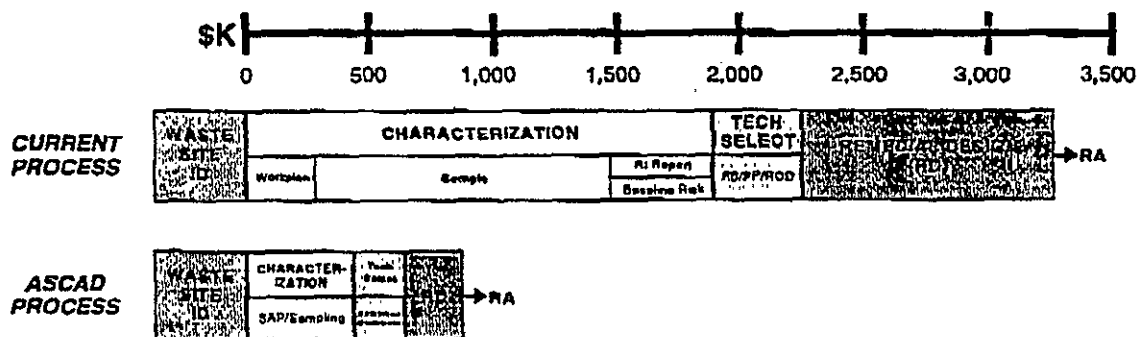 $K
0 500 1,000 1,500 2,000 2,500 3,000 3,500
CURRENT
PROCESS
WASTE
SITE
ID
CHARACTERIZATION
Workplan
Sample
RI Report
Baseline Risk
TECH
SELECT
(RD)
RA
ASCAD
PROCESS
WASTE
SITE
ID
CHARACTER-
IZATION
SAP/Sampling
Tech
RA